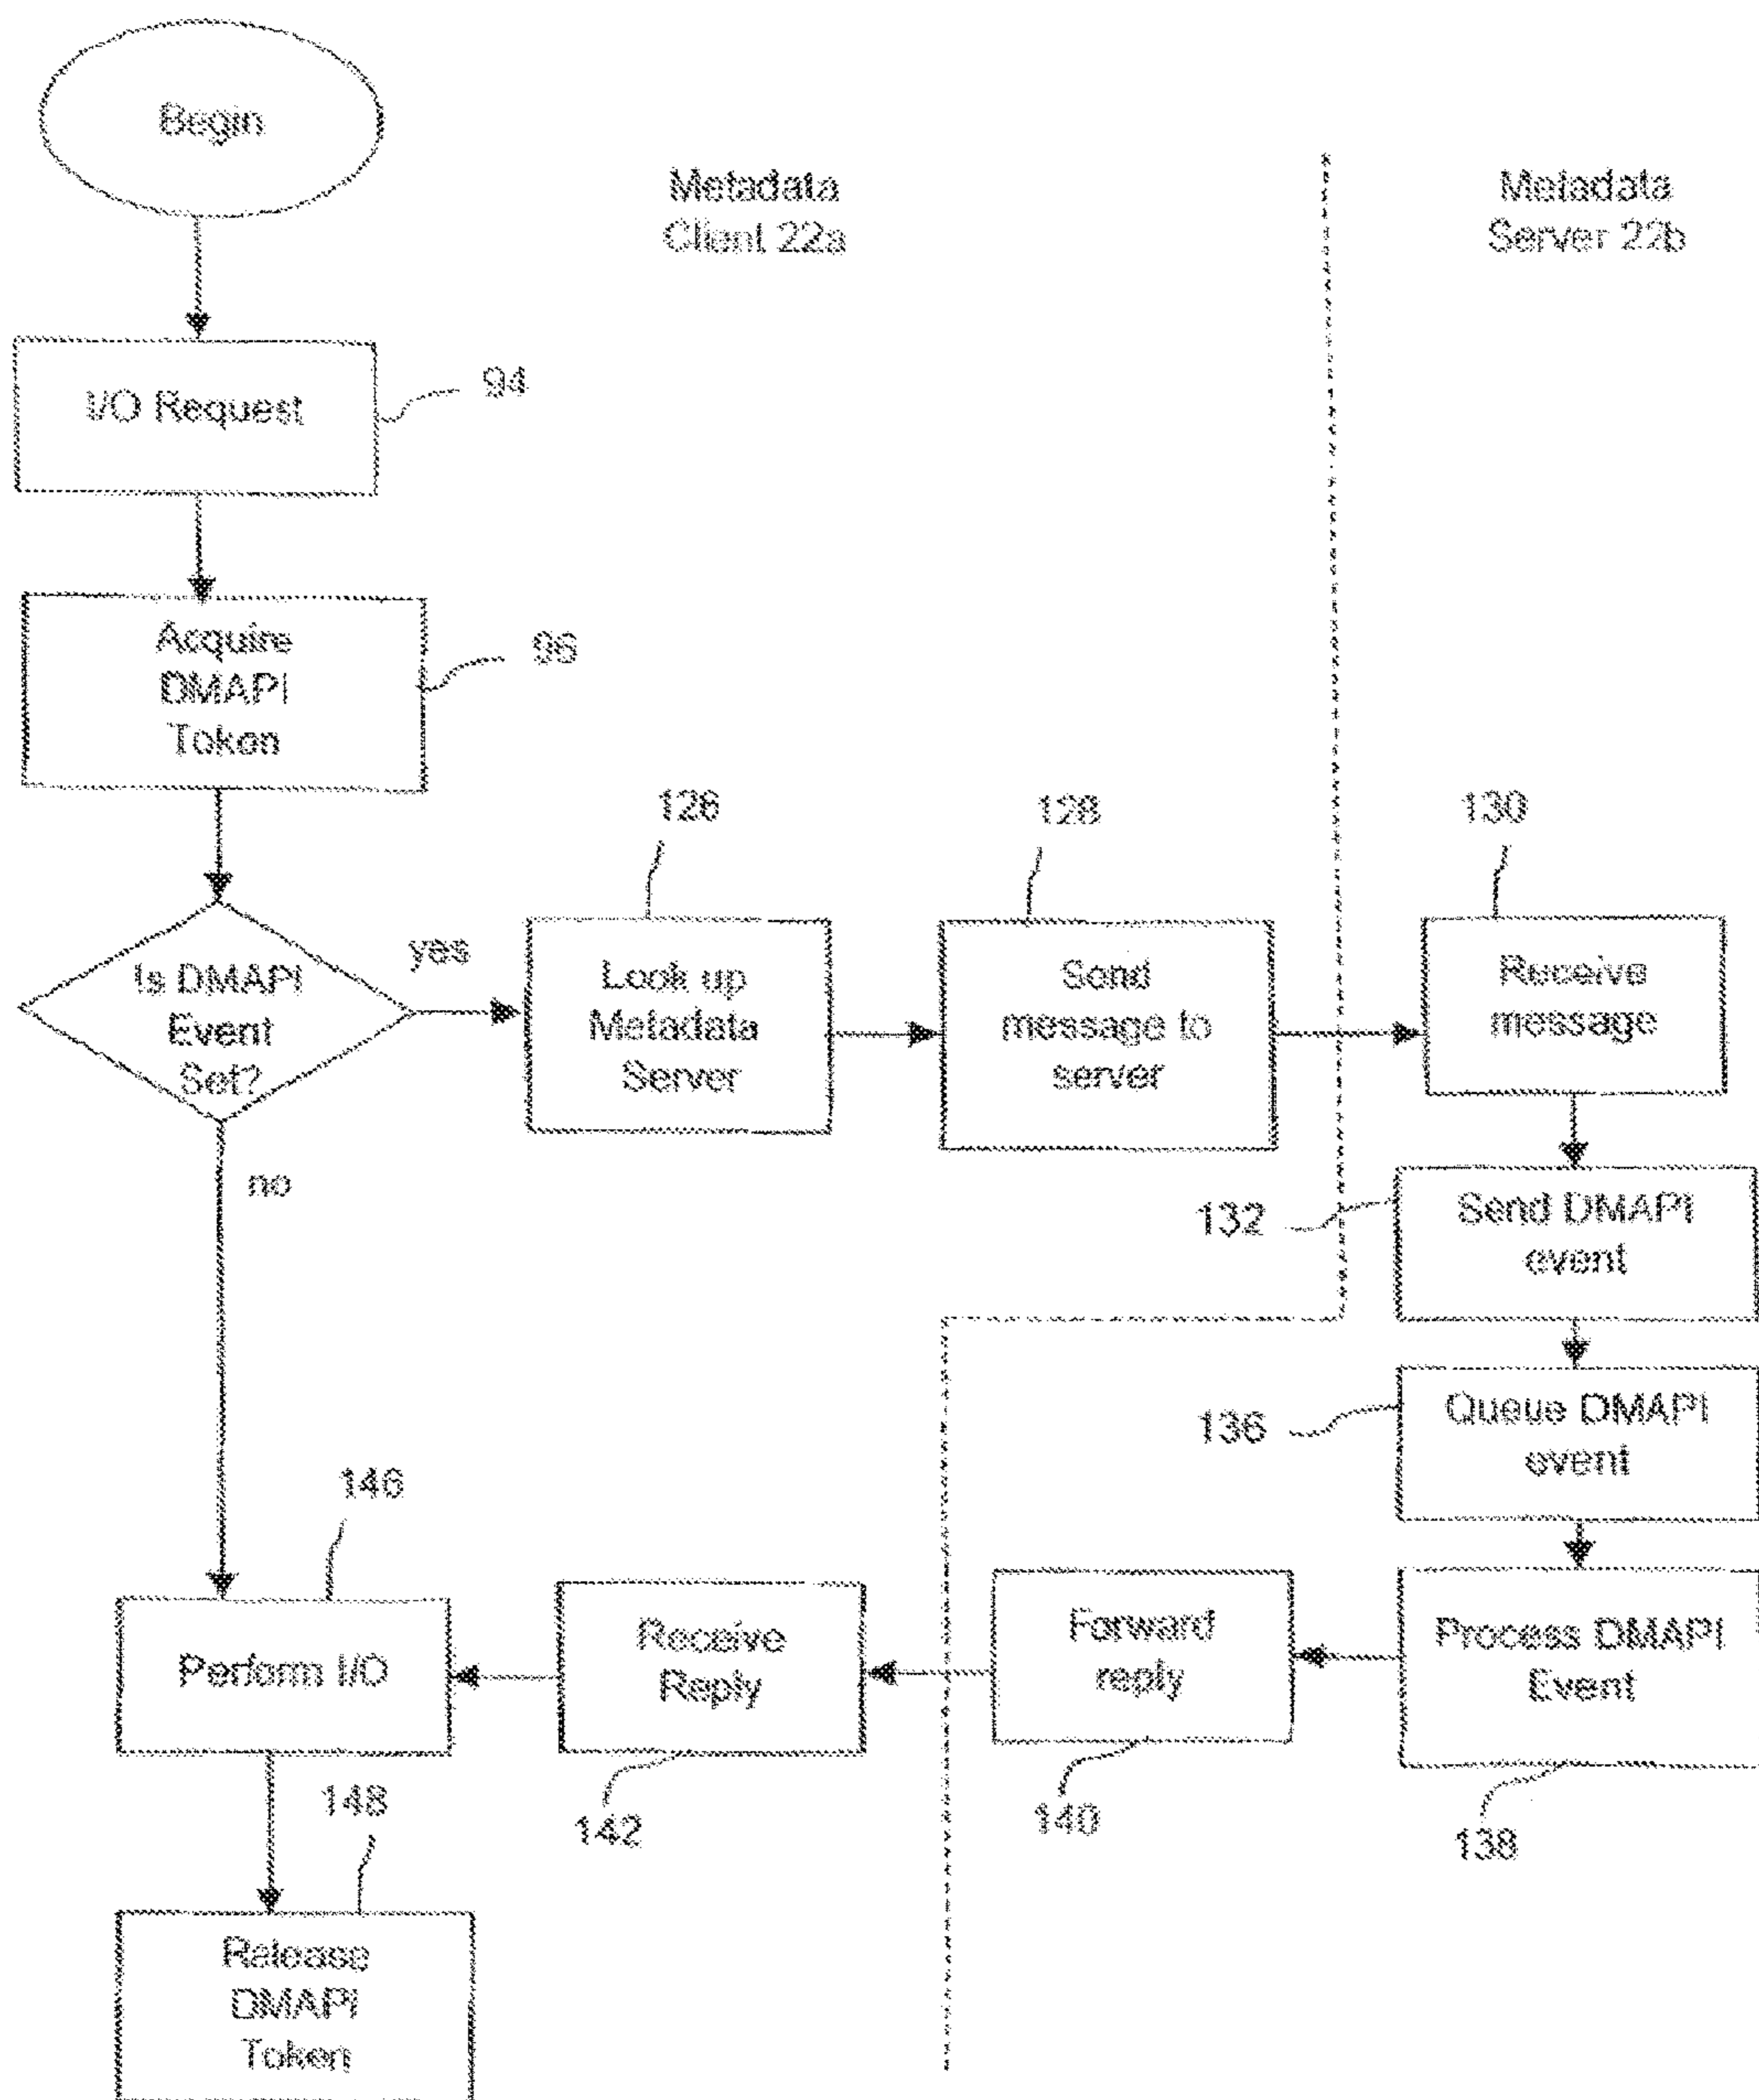 Begin
Metadata
Client 22a
Metadata
Server 22b
I/O Request
94
Acquire
DMAPI
Token
96
Is DMAPI
Event
Set?
yes
no
126
Look up
Metadata
Server
128
Send
message to
server
130
Receive
message
132
Send DMAPI
event
136
Queue DMAPI
event
146
Perform I/O
Receive
Reply
142
Forward
reply
140
Process DMAPI
Event
138
148
Release
DMAPI
Token